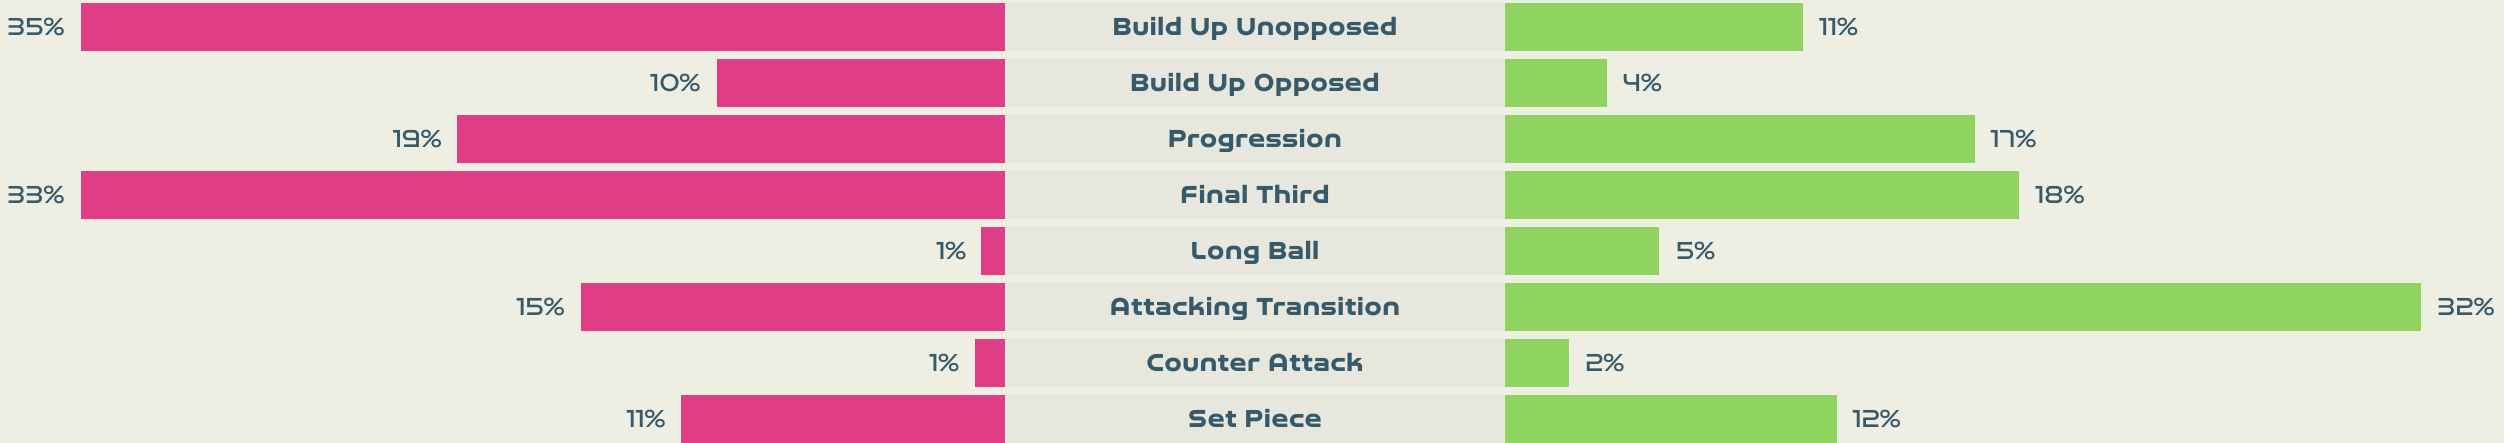 35% Build Up Unopposed 11%
10% Build Up Opposed 4%
19% Progression 17%
33% Final Third 18%
1% Long Ball 5%
15% Attacking Transition 32%
1% Counter Attack 2%
11% Set Piece 12%